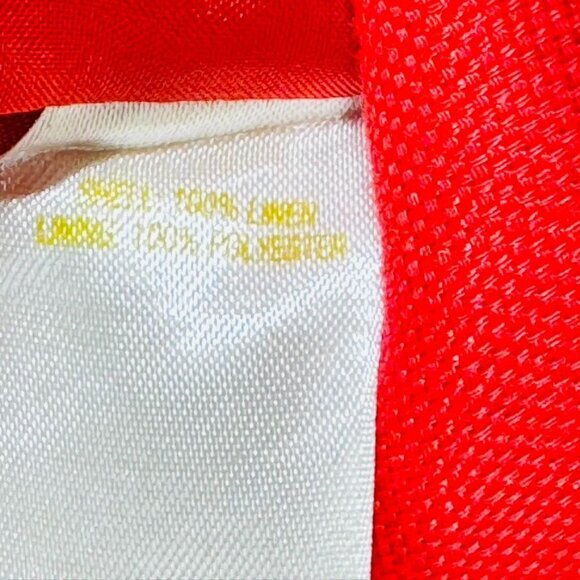 SHELL: 100% LINEN
LINING: 100% POLYESTER